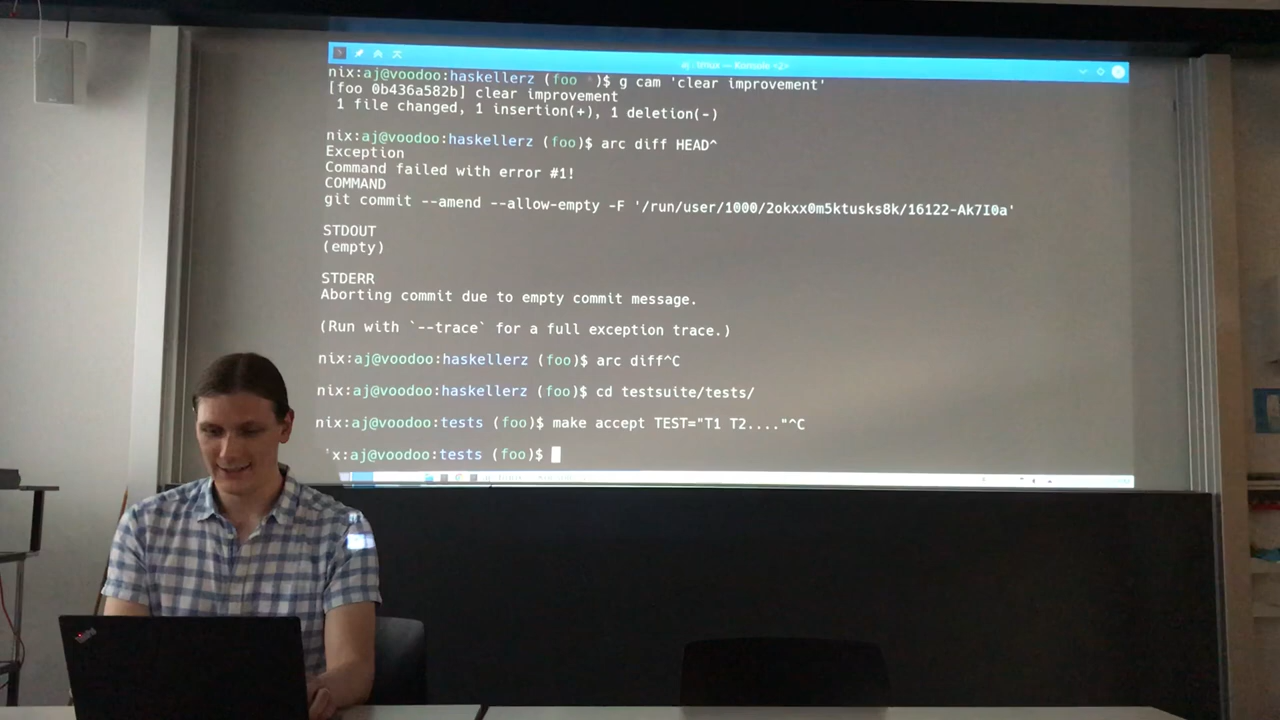 aj : tmux — Konsole <2>
nix:aj@voodoo:haskellerz (foo *)$ g cam 'clear improvement'
[foo 0b436a582b] clear improvement
1 file changed, 1 insertion(+), 1 deletion(-)
nix:aj@voodoo:haskellerz (foo)$ arc diff HEAD^
Exception
Command failed with error #1!
COMMAND
git commit --amend --allow-empty -F '/run/user/1000/2okxx0m5ktusks8k/16122-Ak7I0a'
STDOUT
(empty)
STDERR
Aborting commit due to empty commit message.
(Run with `--trace` for a full exception trace.)
nix:aj@voodoo:haskellerz (foo)$ arc diff^C
nix:aj@voodoo:haskellerz (foo)$ cd testsuite/tests/
nix:aj@voodoo:tests (foo)$ make accept TEST="T1 T2...."^C
x:aj@voodoo:tests (foo)$